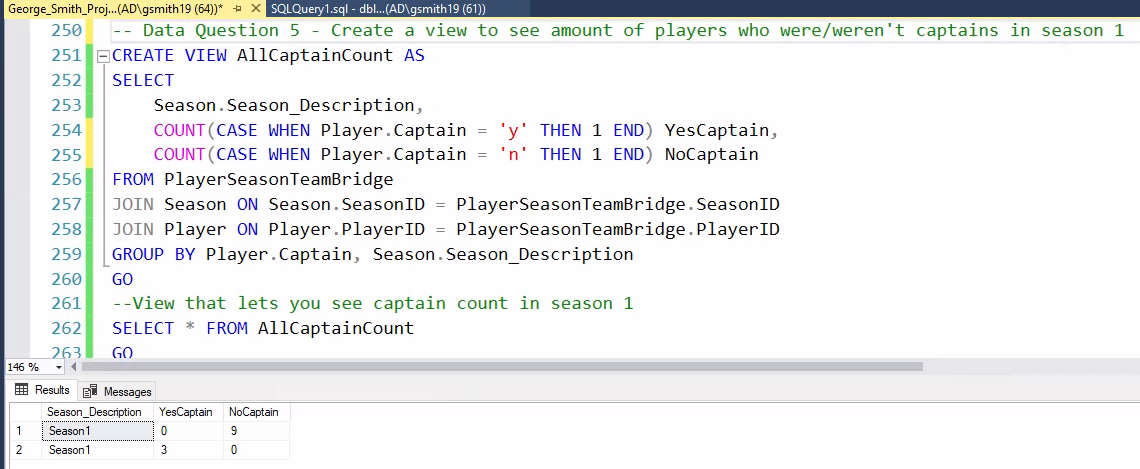 George_Smith_Proj...(AD\gsmith19 (64))* SQLQuery1.sql - dbl...(AD\gsmith19 (61))
250 -- Data Question 5 - Create a view to see amount of players who were/weren't captains in season 1
251 CREATE VIEW AllCaptainCount AS
252 SELECT
253 Season.Season_Description,
254 COUNT(CASE WHEN Player.Captain = 'y' THEN 1 END) YesCaptain,
255 COUNT(CASE WHEN Player.Captain = 'n' THEN 1 END) NoCaptain
256 FROM PlayerSeasonTeamBridge
257 JOIN Season ON Season.SeasonID = PlayerSeasonTeamBridge.SeasonID
258 JOIN Player ON Player.PlayerID = PlayerSeasonTeamBridge.PlayerID
259 GROUP BY Player.Captain, Season.Season_Description
260 GO
261 --View that lets you see captain count in season 1
262 SELECT * FROM AllCaptainCount
263 GO
146 %
Results Messages
Season_Description YesCaptain NoCaptain
1 Season1 0 9
2 Season1 3 0